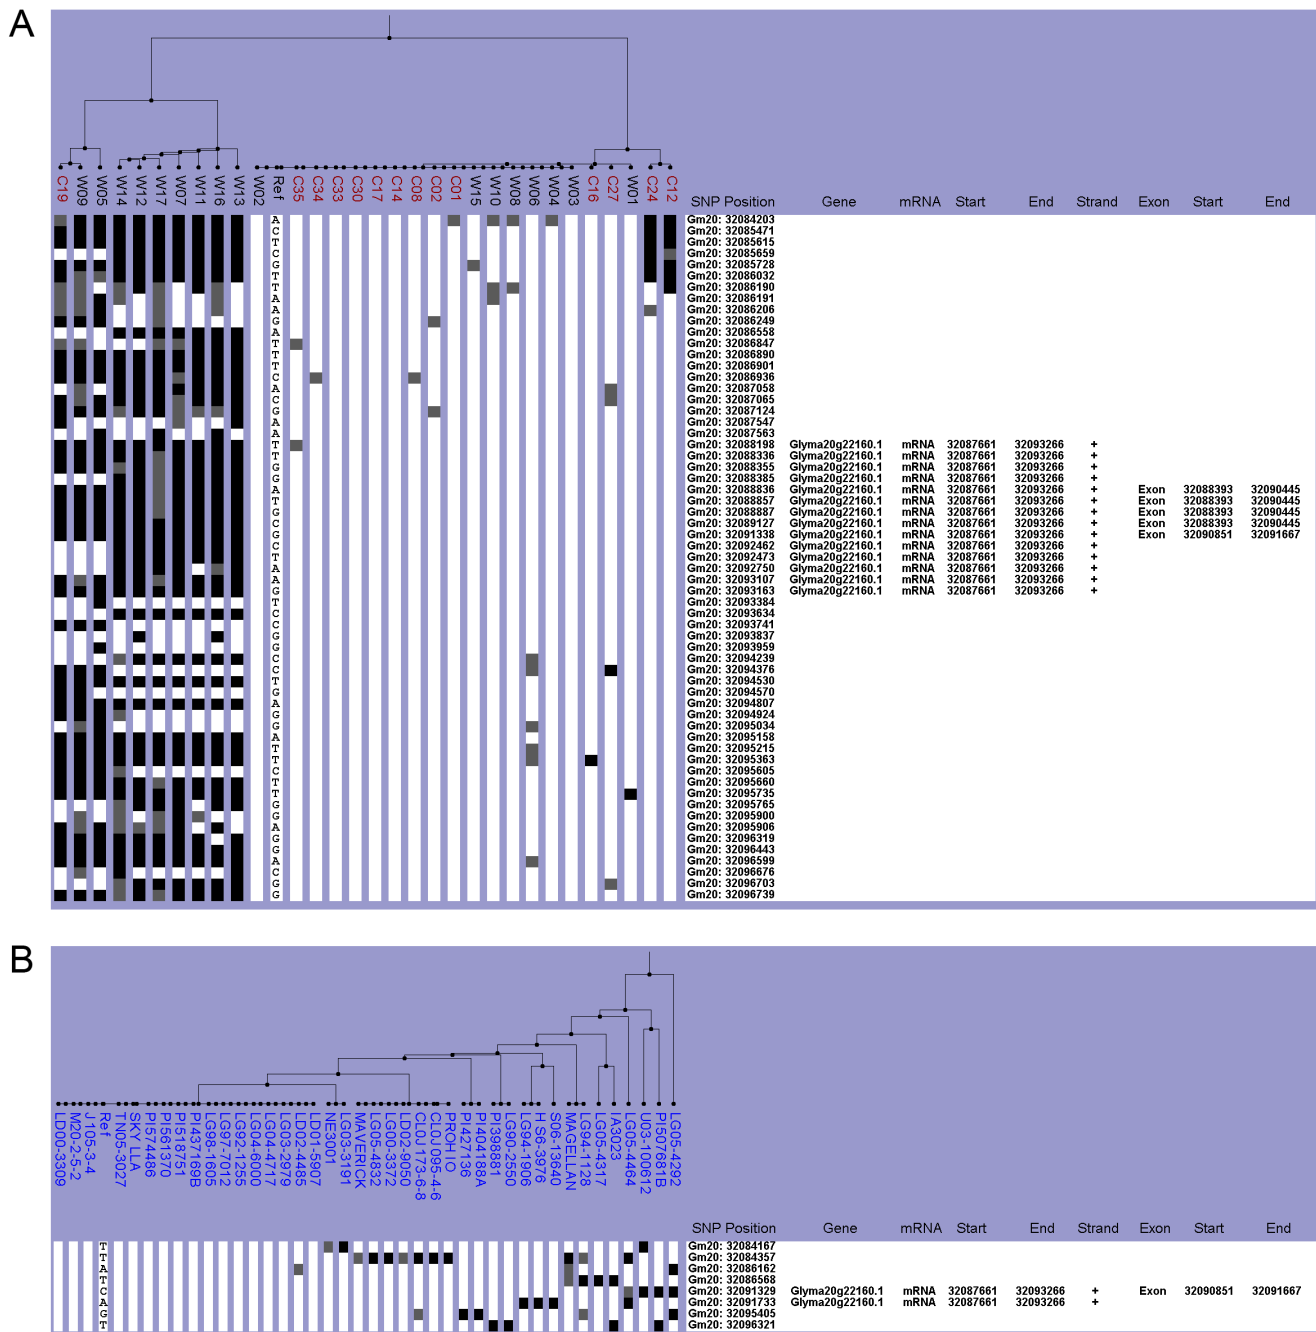 A
C19 W09 W05 W14 W12 W17 W07 W11 W16 W13 W02 Ref C35 C34 C33 C30 C17 C14 C08 C02 C01 W15 W10 W08 W06 W04 W03 C16 C27 W01 C24 C12
SNP Position Gene mRNA Start End Strand Exon Start End
A Gm20: 32084203
C Gm20: 32085471
T Gm20: 32085615
C Gm20: 32085659
G Gm20: 32085728
T Gm20: 32086032
T Gm20: 32086190
A Gm20: 32086191
A Gm20: 32086206
G Gm20: 32086249
A Gm20: 32086558
T Gm20: 32086847
T Gm20: 32086890
T Gm20: 32086901
C Gm20: 32086936
A Gm20: 32087058
C Gm20: 32087065
G Gm20: 32087124
A Gm20: 32087547
A Gm20: 32087563
T Gm20: 32088198 Glyma20g22160.1 mRNA 32087661 32093266 +
T Gm20: 32088336 Glyma20g22160.1 mRNA 32087661 32093266 +
G Gm20: 32088355 Glyma20g22160.1 mRNA 32087661 32093266 +
G Gm20: 32088385 Glyma20g22160.1 mRNA 32087661 32093266 +
A Gm20: 32088836 Glyma20g22160.1 mRNA 32087661 32093266 + Exon 32088393 32090445
T Gm20: 32088857 Glyma20g22160.1 mRNA 32087661 32093266 + Exon 32088393 32090445
G Gm20: 32088887 Glyma20g22160.1 mRNA 32087661 32093266 + Exon 32088393 32090445
C Gm20: 32089127 Glyma20g22160.1 mRNA 32087661 32093266 + Exon 32088393 32090445
G Gm20: 32091338 Glyma20g22160.1 mRNA 32087661 32093266 + Exon 32090851 32091667
C Gm20: 32092462 Glyma20g22160.1 mRNA 32087661 32093266 +
T Gm20: 32092473 Glyma20g22160.1 mRNA 32087661 32093266 +
A Gm20: 32092750 Glyma20g22160.1 mRNA 32087661 32093266 +
A Gm20: 32093107 Glyma20g22160.1 mRNA 32087661 32093266 +
G Gm20: 32093163 Glyma20g22160.1 mRNA 32087661 32093266 +
T Gm20: 32093384
C Gm20: 32093634
C Gm20: 32093741
G Gm20: 32093837
G Gm20: 32093959
C Gm20: 32094239
C Gm20: 32094376
T Gm20: 32094530
G Gm20: 32094570
A Gm20: 32094807
G Gm20: 32094924
G Gm20: 32095034
A Gm20: 32095158
T Gm20: 32095215
T Gm20: 32095363
C Gm20: 32095605
T Gm20: 32095660
T Gm20: 32095735
G Gm20: 32095765
G Gm20: 32095900
A Gm20: 32095906
G Gm20: 32096319
G Gm20: 32096443
A Gm20: 32096599
C Gm20: 32096676
G Gm20: 32096703
G Gm20: 32096739
B
LD00-3309 M20-2-5-2 J105-3-4 Ref TN05-3027 SKYLLA PI574486 PI561370 PI518751 PI437169B LG98-1605 LG97-7012 LG92-1255 LG04-6000 LG04-4717 LG03-2979 LD02-4485 LD01-5907 NE3001 LG03-3191 MAVERICK LG05-4832 LG00-3372 LD02-9050 CL0J173-6-8 CL0J095-4-6 PROHIO PI427136 PI404188A PI398881 LG90-2550 LG94-1906 HS6-3976 S06-13640 MAGELLAN LG94-1128 LG05-4317 IA3023 LG05-4464 U03-100612 PI507681B LG05-4292
SNP Position Gene mRNA Start End Strand Exon Start End
T Gm20: 32084167
T Gm20: 32084357
A Gm20: 32086162
T Gm20: 32086568
C Gm20: 32091329 Glyma20g22160.1 mRNA 32087661 32093266 + Exon 32090851 32091667
A Gm20: 32091733 Glyma20g22160.1 mRNA 32087661 32093266 +
G Gm20: 32095405
T Gm20: 32096321